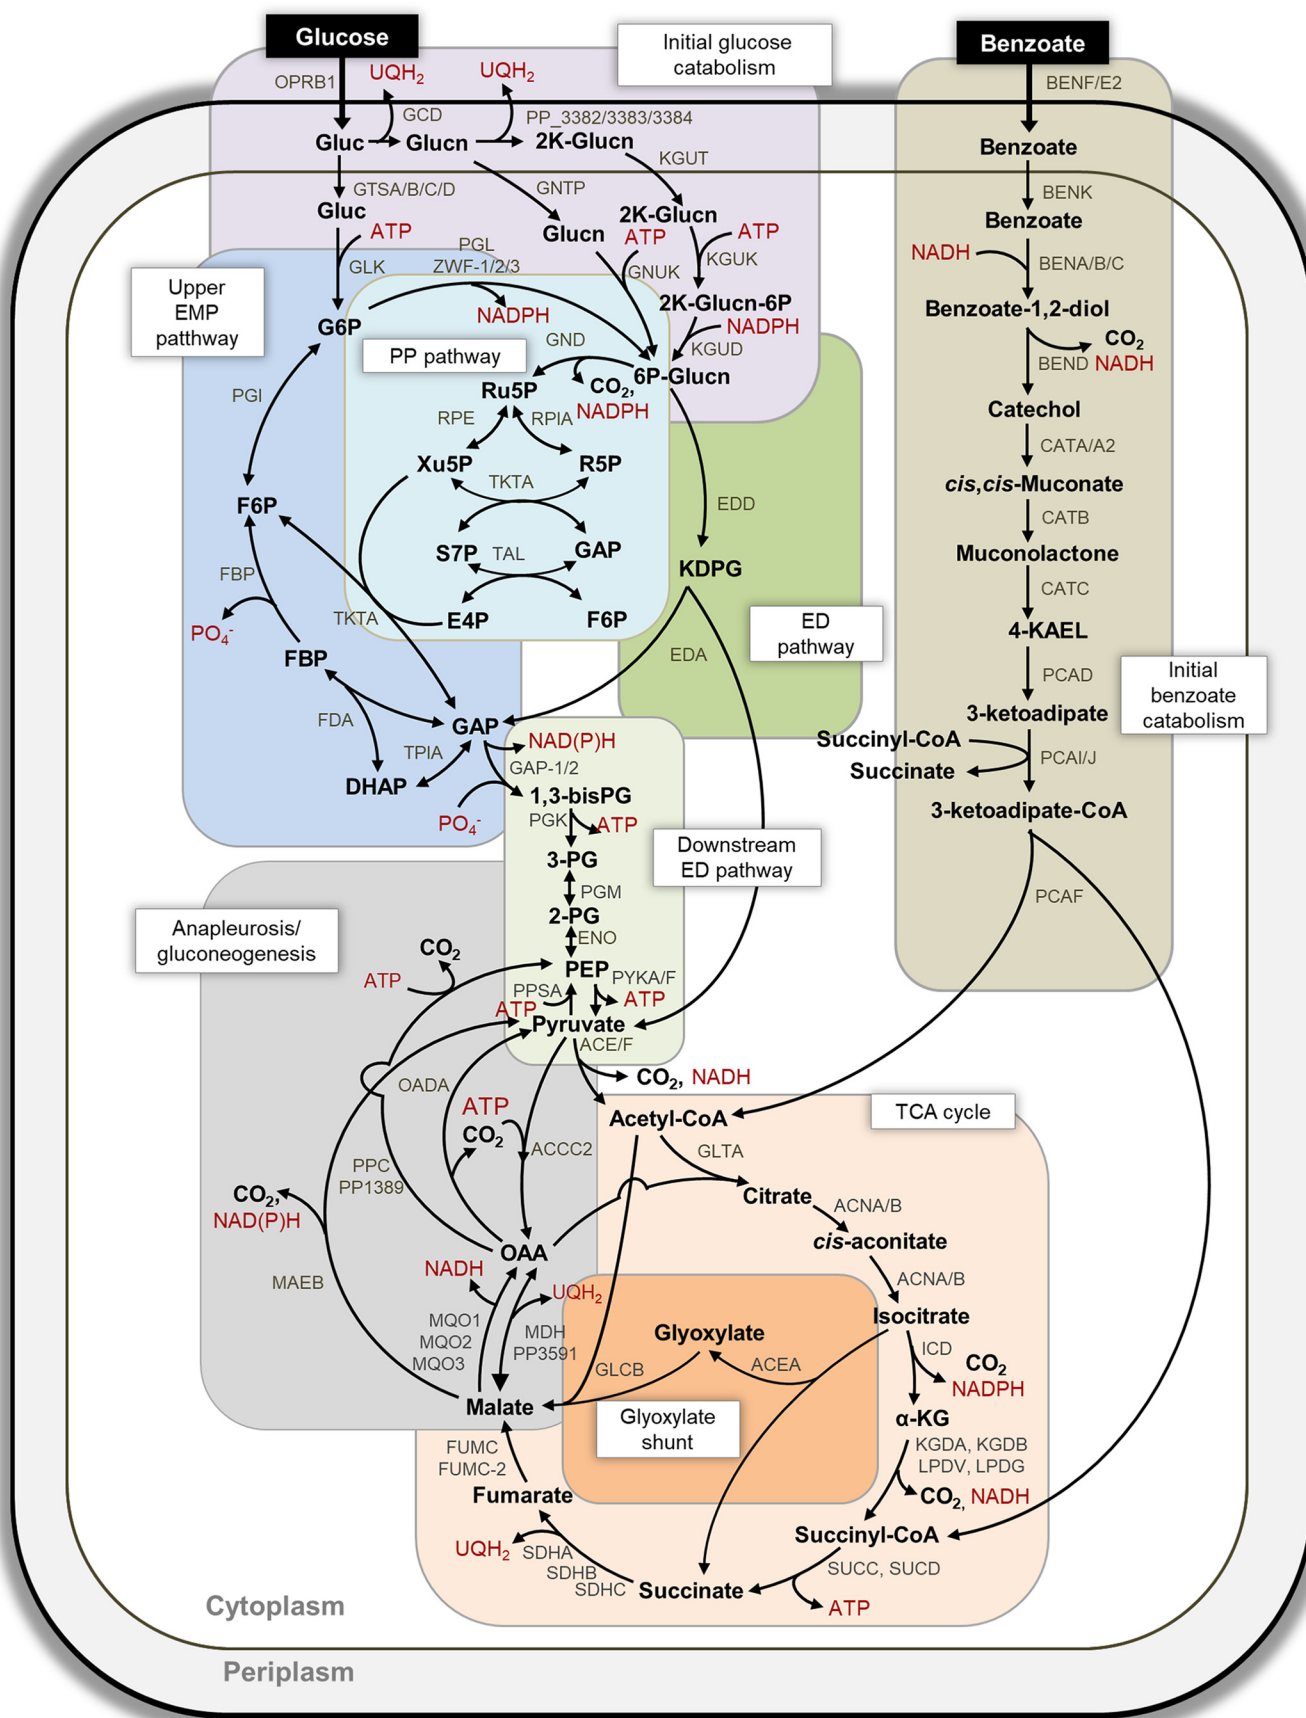 Glucose
Benzoate
Initial glucose
catabolism
OPRB1
UQH2
UQH2
BENF/E2
GCD
PP_3382/3383/3384
Gluc
Glucn
2K-Glucn
Benzoate
KGUT
GTSA/B/C/D
GNTP
BENK
Gluc
2K-Glucn
Benzoate
ATP
Glucn
ATP
ATP
PGL
NADH
GLK
ZWF-1/2/3
GNUK
KGUK
BENA/B/C
Upper
EMP
patthway
2K-Glucn-6P
Benzoate-1,2-diol
G6P
NADPH
NADPH
PP pathway
GND
KGUD
CO2
BEND
NADH
6P-Glucn
Ru5P
CO2,
NADPH
PGI
Catechol
RPE
RPIA
CATA/A2
Xu5P
R5P
TKTA
cis,cis-Muconate
F6P
EDD
CATB
S7P
TAL
GAP
Muconolactone
FBP
KDPG
CATC
PO4-
TKTA
E4P
F6P
ED
pathway
4-KAEL
FBP
EDA
PCAD
Initial
benzoate
catabolism
FDA
GAP
3-ketoadipate
NAD(P)H
Succinyl-CoA
TPIA
GAP-1/2
PCAI/J
DHAP
Succinate
1,3-bisPG
3-ketoadipate-CoA
PO4-
PGK
ATP
Downstream
ED pathway
3-PG
PGM
PCAF
2-PG
Anapleurosis/
gluconeogenesis
ENO
CO2
PEP
ATP
PPSA
PYKA/F
ATP
ATP
Pyruvate
ACE/F
CO2, NADH
OADA
ATP
Acetyl-CoA
TCA cycle
CO2
ACCC2
GLTA
PPC
PP1389
CO2,
NAD(P)H
Citrate
ACNA/B
OAA
cis-aconitate
NADH
MAEB
ACNA/B
UQH2
Isocitrate
MQO1
MQO2
MQO3
MDH
PP3591
Glyoxylate
ICD
GLCB
ACEA
CO2
NADPH
Malate
Glyoxylate
shunt
α-KG
FUMC
FUMC-2
KGDA, KGDB
LPDV, LPDG
Fumarate
CO2, NADH
Succinyl-CoA
UQH2
SDHA
SDHB
SDHC
SUCC, SUCD
Succinate
ATP
Cytoplasm
Periplasm